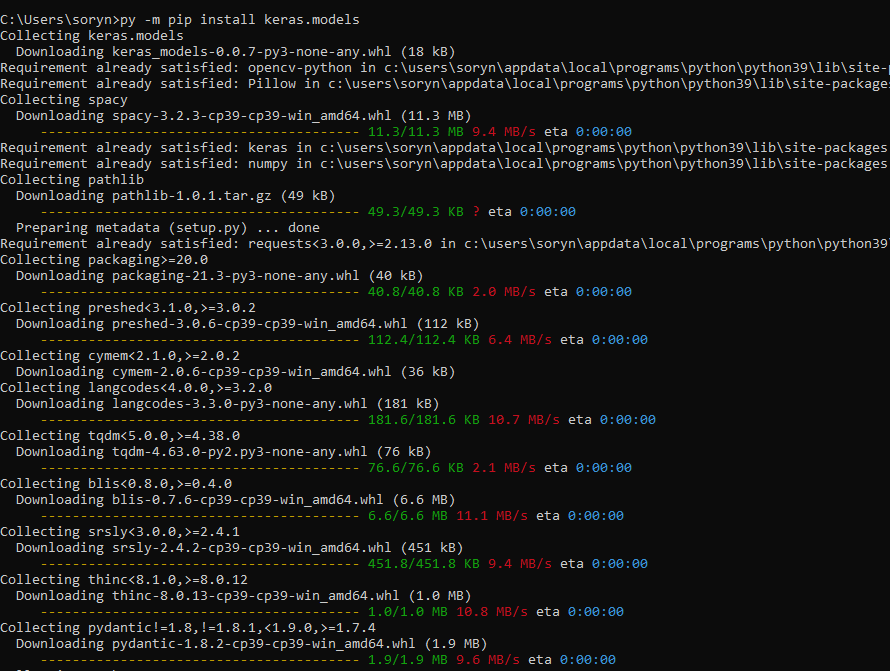 C:\Users\soryn>py -m pip install keras.models
Collecting keras.models
  Downloading keras_models-0.0.7-py3-none-any.whl (18 kB)
Requirement already satisfied: opencv-python in c:\users\soryn\appdata\local\programs\python\python39\lib\site-p
Requirement already satisfied: Pillow in c:\users\soryn\appdata\local\programs\python\python39\lib\site-packages
Collecting spacy
  Downloading spacy-3.2.3-cp39-cp39-win_amd64.whl (11.3 MB)
     ---------------------------------------- 11.3/11.3 MB 9.4 MB/s eta 0:00:00
Requirement already satisfied: keras in c:\users\soryn\appdata\local\programs\python\python39\lib\site-packages
Requirement already satisfied: numpy in c:\users\soryn\appdata\local\programs\python\python39\lib\site-packages
Collecting pathlib
  Downloading pathlib-1.0.1.tar.gz (49 kB)
     ---------------------------------------- 49.3/49.3 KB ? eta 0:00:00
  Preparing metadata (setup.py) ... done
Requirement already satisfied: requests<3.0.0,>=2.13.0 in c:\users\soryn\appdata\local\programs\python\python39\
Collecting packaging>=20.0
  Downloading packaging-21.3-py3-none-any.whl (40 kB)
     ---------------------------------------- 40.8/40.8 KB 2.0 MB/s eta 0:00:00
Collecting preshed<3.1.0,>=3.0.2
  Downloading preshed-3.0.6-cp39-cp39-win_amd64.whl (112 kB)
     ---------------------------------------- 112.4/112.4 KB 6.4 MB/s eta 0:00:00
Collecting cymem<2.1.0,>=2.0.2
  Downloading cymem-2.0.6-cp39-cp39-win_amd64.whl (36 kB)
Collecting langcodes<4.0.0,>=3.2.0
  Downloading langcodes-3.3.0-py3-none-any.whl (181 kB)
     ---------------------------------------- 181.6/181.6 KB 10.7 MB/s eta 0:00:00
Collecting tqdm<5.0.0,>=4.38.0
  Downloading tqdm-4.63.0-py2.py3-none-any.whl (76 kB)
     ---------------------------------------- 76.6/76.6 KB 2.1 MB/s eta 0:00:00
Collecting blis<0.8.0,>=0.4.0
  Downloading blis-0.7.6-cp39-cp39-win_amd64.whl (6.6 MB)
     ---------------------------------------- 6.6/6.6 MB 11.1 MB/s eta 0:00:00
Collecting srsly<3.0.0,>=2.4.1
  Downloading srsly-2.4.2-cp39-cp39-win_amd64.whl (451 kB)
     ---------------------------------------- 451.8/451.8 KB 9.4 MB/s eta 0:00:00
Collecting thinc<8.1.0,>=8.0.12
  Downloading thinc-8.0.13-cp39-cp39-win_amd64.whl (1.0 MB)
     ---------------------------------------- 1.0/1.0 MB 10.8 MB/s eta 0:00:00
Collecting pydantic!=1.8,!=1.8.1,<1.9.0,>=1.7.4
  Downloading pydantic-1.8.2-cp39-cp39-win_amd64.whl (1.9 MB)
     ---------------------------------------- 1.9/1.9 MB 9.6 MB/s eta 0:00:00